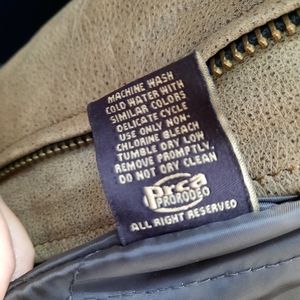 MACHINE WASH
COLD WATER WITH
SIMILAR COLORS
DELICATE CYCLE
USE ONLY NON-
CHLORINE BLEACH
TUMBLE DRY LOW
REMOVE PROMPTLY.
DO NOT DRY CLEAN
prca
PRORODEO
ALL RIGHT RESERVED